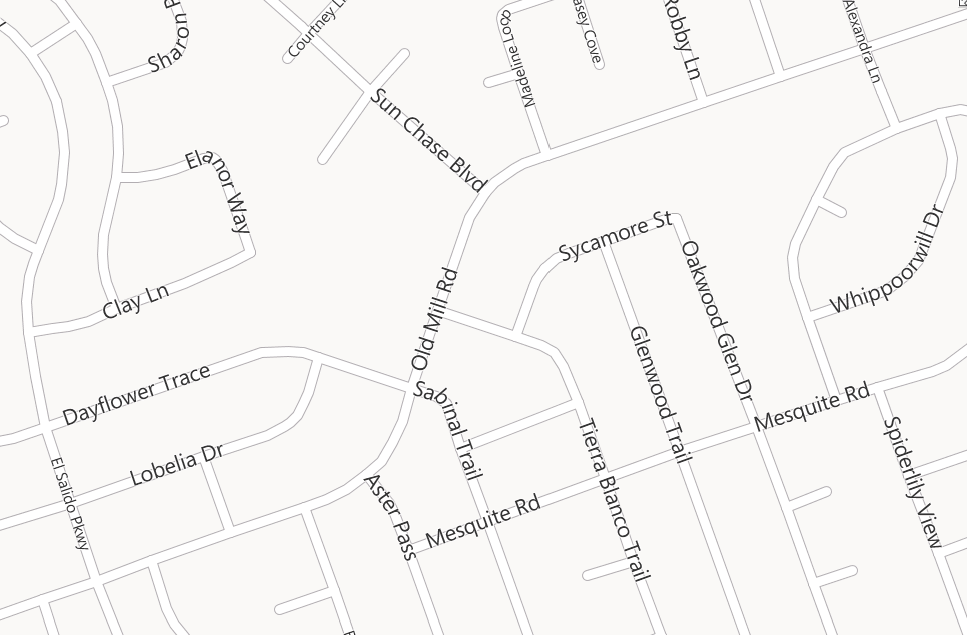 Courtney Ln
Sharon
Madeline Loop
asey Cove
Robby Ln
Alexandra Ln
Sun Chase Blvd
Elanor Way
Clay Ln
Sycamore St
Oakwood Glen Dr
Whippoorwill Dr
Old Mill Rd
Glenwood Trail
Dayflower Trace
Sabinal Trail
Mesquite Rd
Lobelia Dr
Tierra Blanco Trail
Spiderlily View
El Salido Pkwy
Aster Pass
Mesquite Rd